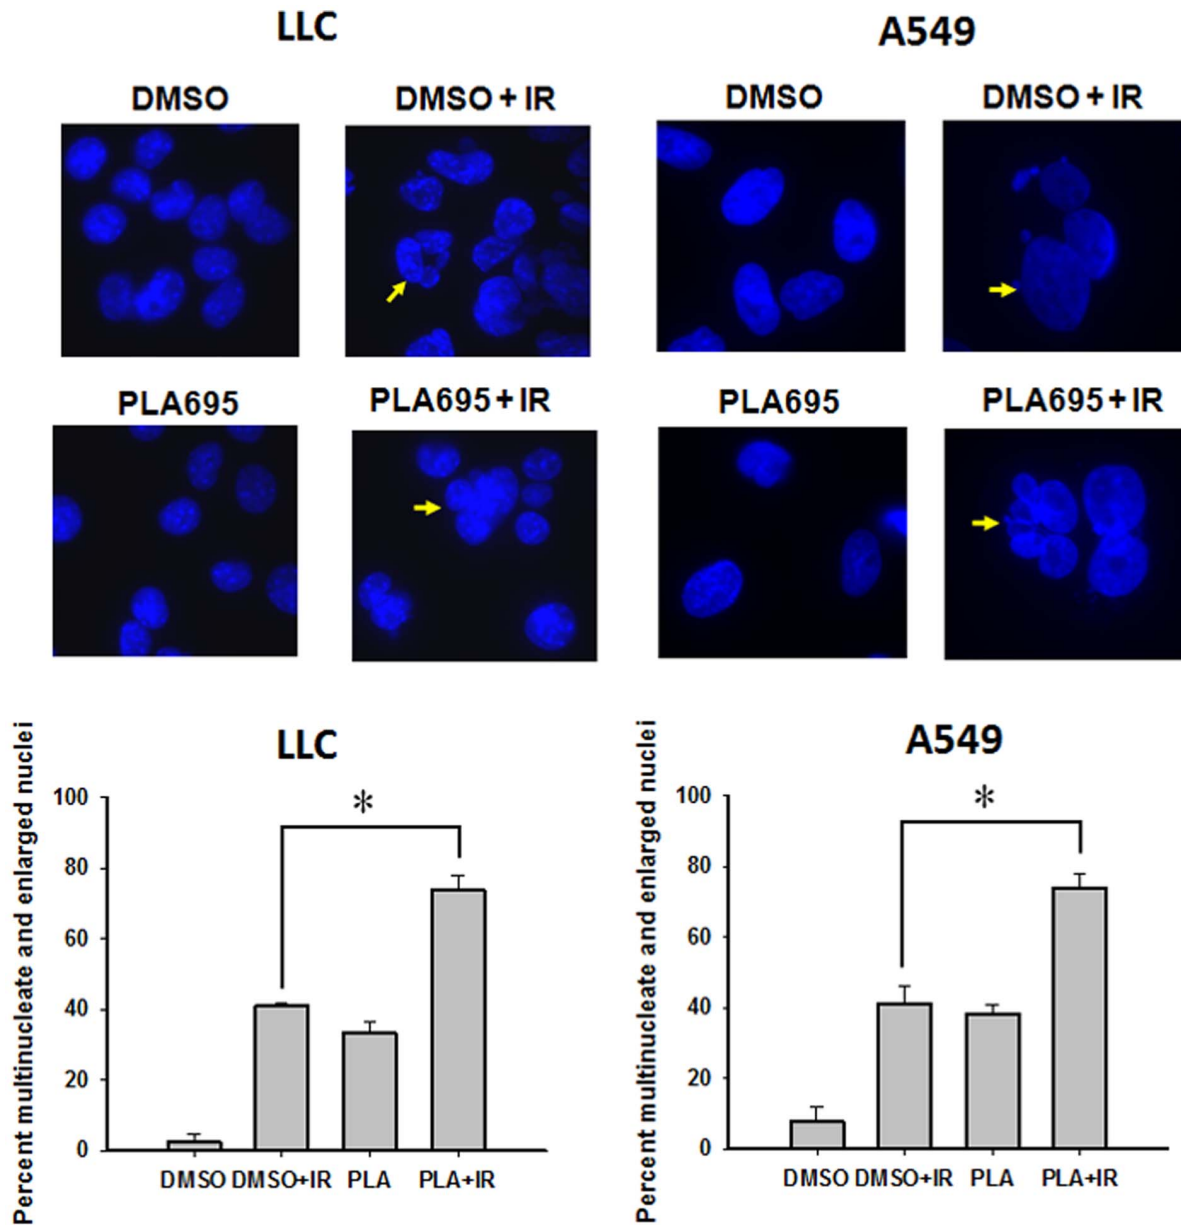 LLC
A549
DMSO
DMSO + IR
DMSO
DMSO + IR
PLA695
PLA695 + IR
PLA695
PLA695 + IR
LLC
Percent multinucleate and enlarged nuclei
100
80
60
40
20
0
*
DMSO DMSO+IR PLA PLA+IR
A549
Percent multinucleate and enlarged nuclei
100
80
60
40
20
0
*
DMSO DMSO+IR PLA PLA+IR